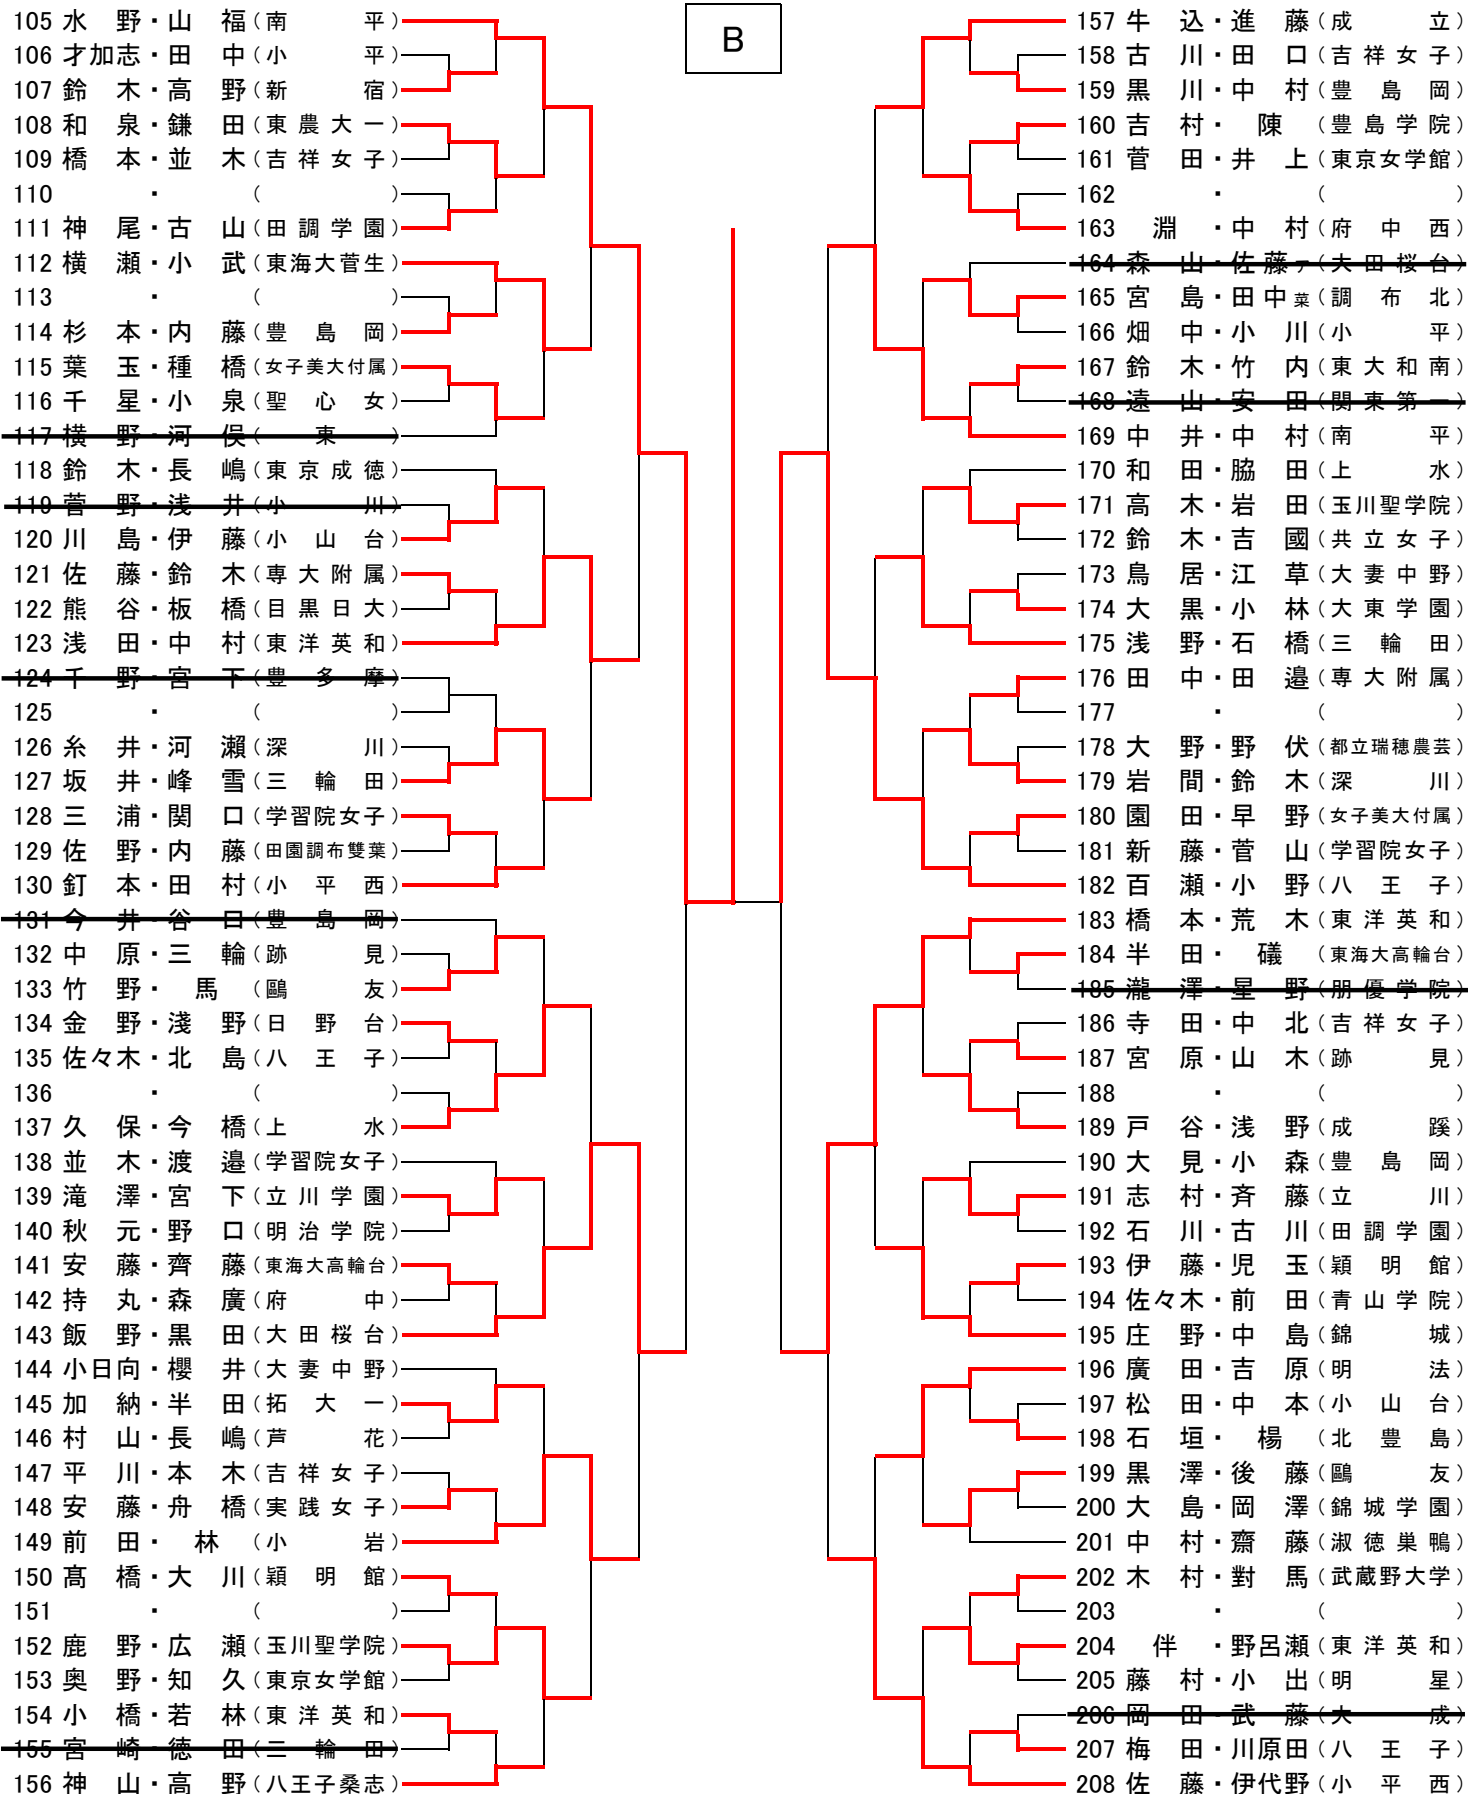 B
105 水野・山福(南平)
106 才加志・田中(小平)
107 鈴木・高野(新宿)
108 和泉・鎌田(東農大一)
109 橋本・並木(吉祥女子)
110 ・ ( )
111 神尾・古山(田調学園)
112 横瀬・小武(東海大菅生)
113 ・ ( )
114 杉本・内藤(豊島岡)
115 葉玉・種橋(女子美大付属)
116 千星・小泉(聖心女)
117 横野・河俣(東)
118 鈴木・長嶋(東京成徳)
119 菅野・浅井(小川)
120 川島・伊藤(小山台)
121 佐藤・鈴木(専大附属)
122 熊谷・板橋(目黒日大)
123 浅田・中村(東洋英和)
124 千野・宮下(豊多摩)
125 ・ ( )
126 糸井・河瀬(深川)
127 坂井・峰雪(三輪田)
128 三浦・関口(学習院女子)
129 佐野・内藤(田園調布雙葉)
130 釘本・田村(小平西)
131 今井・谷口(豊島岡)
132 中原・三輪(跡見)
133 竹野・馬(鷗友)
134 金野・淺野(日野台)
135 佐々木・北島(八王子)
136 ・ ( )
137 久保・今橋(上水)
138 並木・渡邉(学習院女子)
139 滝澤・宮下(立川学園)
140 秋元・野口(明治学院)
141 安藤・齊藤(東海大高輪台)
142 持丸・森廣(府中)
143 飯野・黒田(大田桜台)
144 小日向・櫻井(大妻中野)
145 加納・半田(拓大一)
146 村山・長嶋(芦花)
147 平川・本木(吉祥女子)
148 安藤・舟橋(実践女子)
149 前田・林(小岩)
150 髙橋・大川(穎明館)
151 ・ ( )
152 鹿野・広瀬(玉川聖学院)
153 奥野・知久(東京女学館)
154 小橋・若林(東洋英和)
155 宮崎・徳田(三輪田)
156 神山・高野(八王子桑志)
157 牛込・進藤(成立)
158 古川・田口(吉祥女子)
159 黒川・中村(豊島岡)
160 吉村・陳(豊島学院)
161 菅田・井上(東京女学館)
162 ・ ( )
163 淵・中村(府中西)
164 森山・佐藤ァ(大田桜台)
165 宮島・田中菜(調布北)
166 畑中・小川(小平)
167 鈴木・竹内(東大和南)
168 遠山・安田(関東第一)
169 中井・中村(南平)
170 和田・脇田(上水)
171 高木・岩田(玉川聖学院)
172 鈴木・吉國(共立女子)
173 鳥居・江草(大妻中野)
174 大黒・小林(大東学園)
175 浅野・石橋(三輪田)
176 田中・田邉(専大附属)
177 ・ ( )
178 大野・野伏(都立瑞穂農芸)
179 岩間・鈴木(深川)
180 園田・早野(女子美大付属)
181 新藤・菅山(学習院女子)
182 百瀬・小野(八王子)
183 橋本・荒木(東洋英和)
184 半田・礒(東海大高輪台)
185 瀧澤・星野(朋優学院)
186 寺田・中北(吉祥女子)
187 宮原・山木(跡見)
188 ・ ( )
189 戸谷・浅野(成蹊)
190 大見・小森(豊島岡)
191 志村・斉藤(立川)
192 石川・古川(田調学園)
193 伊藤・児玉(穎明館)
194 佐々木・前田(青山学院)
195 庄野・中島(錦城)
196 廣田・吉原(明法)
197 松田・中本(小山台)
198 石垣・楊(北豊島)
199 黒澤・後藤(鷗友)
200 大島・岡澤(錦城学園)
201 中村・齋藤(淑徳巣鴨)
202 木村・對馬(武蔵野大学)
203 ・ ( )
204 伴・野呂瀬(東洋英和)
205 藤村・小出(明星)
206 岡田・武藤(大成)
207 梅田・川原田(八王子)
208 佐藤・伊代野(小平西)